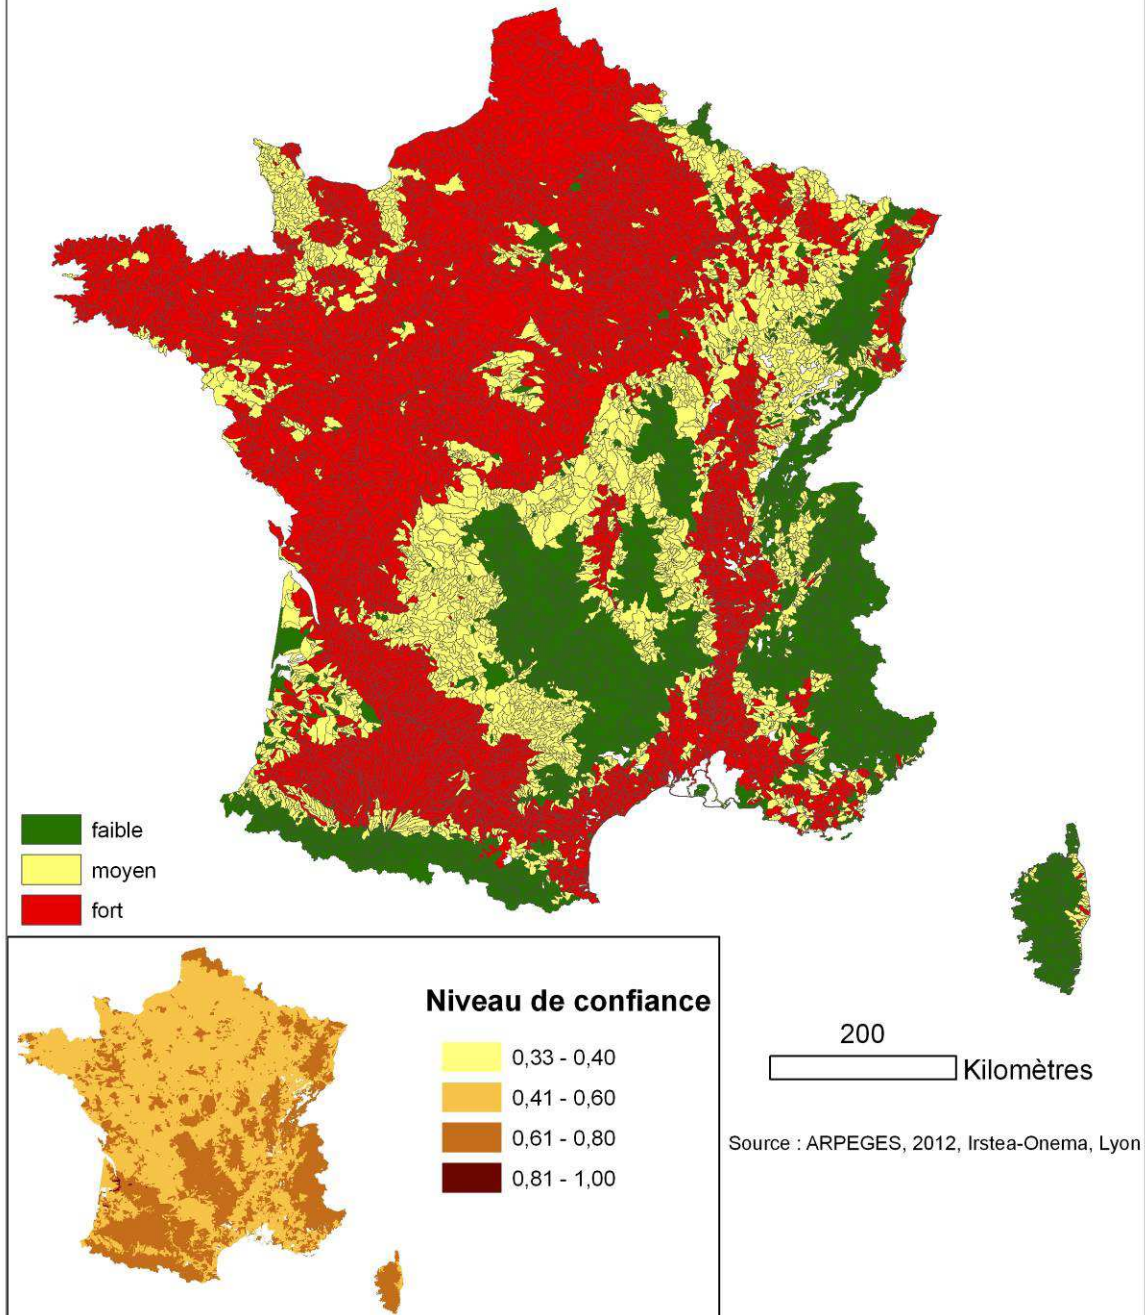 faible
moyen
fort
Niveau de confiance
0,33 - 0,40
0,41 - 0,60
0,61 - 0,80
0,81 - 1,00
200
Kilomètres
Source : ARPEGES, 2012, Irstea-Onema, Lyon